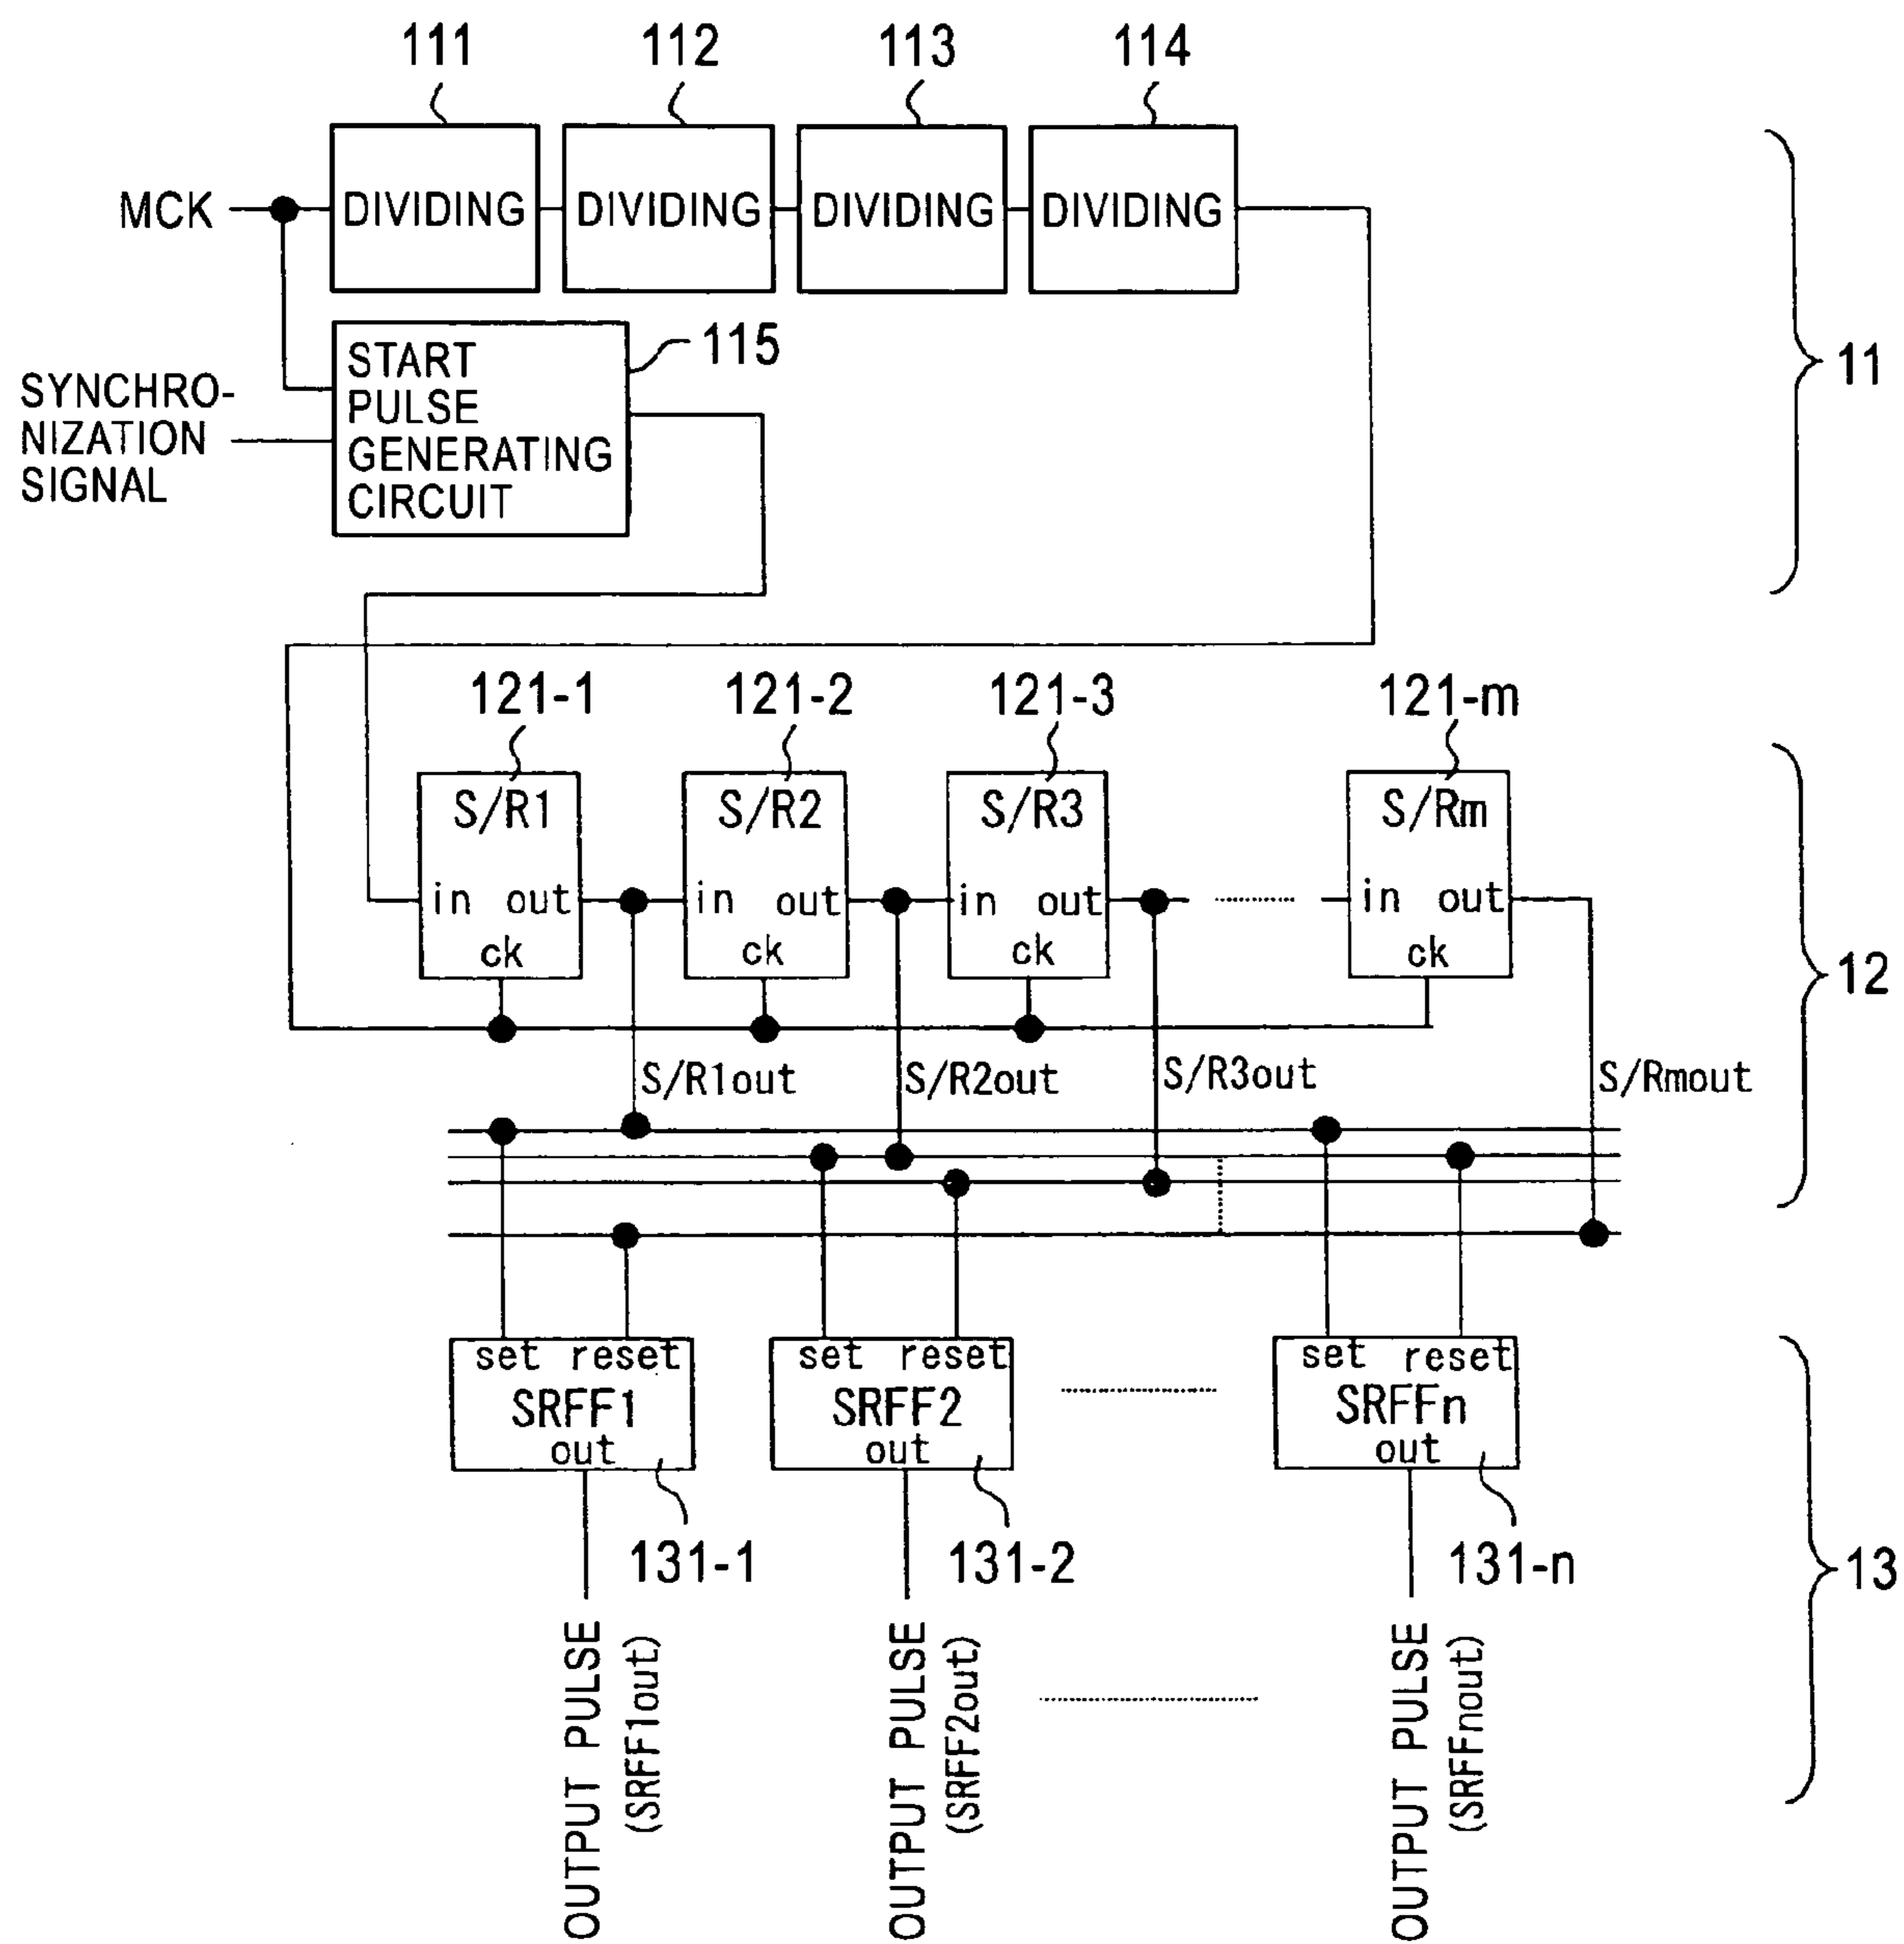 111 112 113 114
MCK DIVIDING DIVIDING DIVIDING DIVIDING
11
115
START
PULSE
GENERATING
CIRCUIT
SYNCHRO-
NIZATION
SIGNAL
121-1 121-2 121-3 121-m
S/R1 S/R2 S/R3 S/Rm
in out in out in out in out
ck ck ck ck
12
S/R1out S/R2out S/R3out S/Rmout
set reset set reset set reset
SRFF1 SRFF2 SRFFn
out out out
131-1 131-2 131-n
13
OUTPUT PULSE
(SRFF1out)
OUTPUT PULSE
(SRFF2out)
OUTPUT PULSE
(SRFFnout)